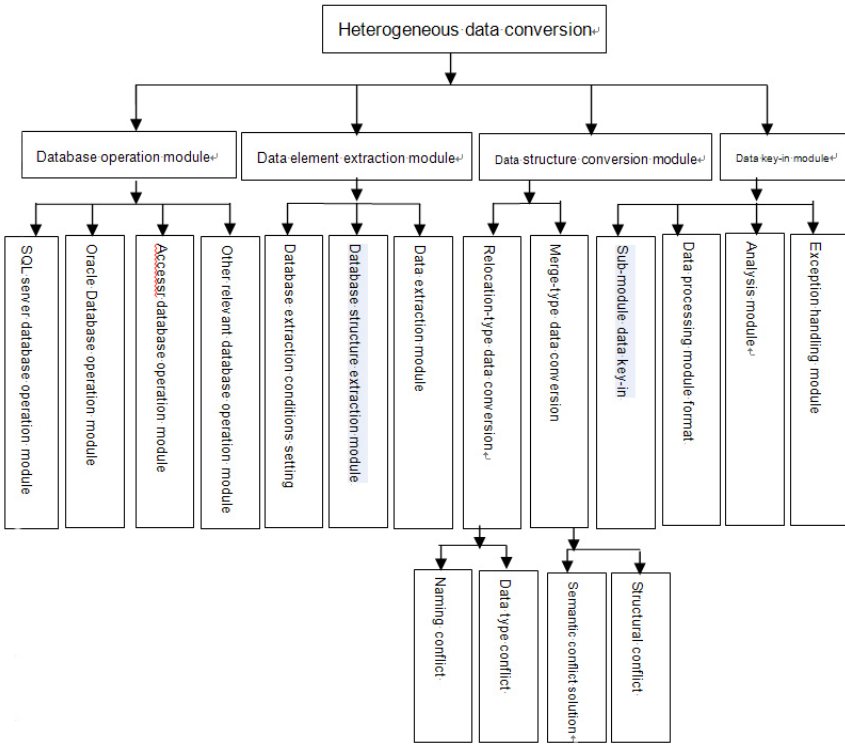 Heterogeneous data conversion
Database operation module
Data element extraction module
Data structure conversion module
Data key-in module
SQL server database operation module
Oracle Database operation module
Accessr database operation module
Other relevant database operation module
Database extraction conditions setting
Database structure extraction module
Data extraction module
Relocation-type data conversion
Merge-type data conversion
Sub-module data key-in
Data processing module format
Analysis module
Exception handling module
Naming conflict
Data type conflict
Semantic conflict solution
Structural conflict